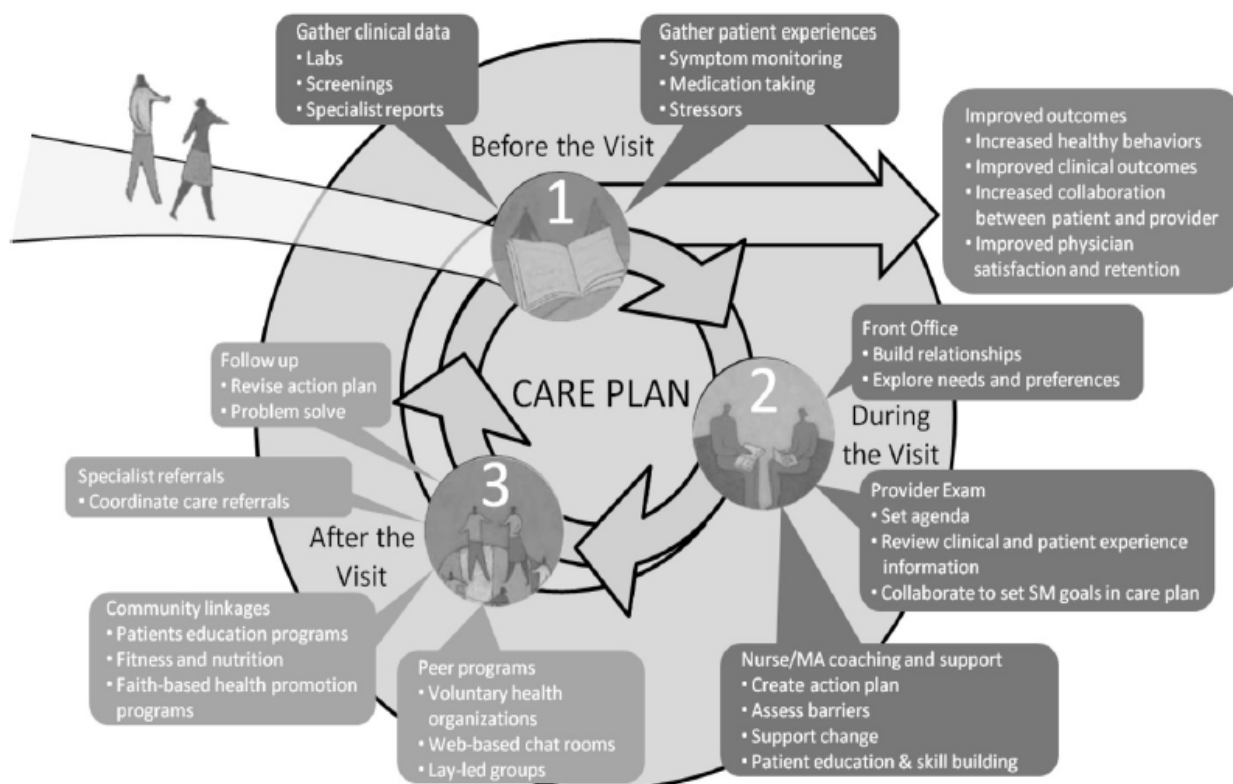 Gather clinical data
• Labs
• Screenings
• Specialist reports
Gather patient experiences
• Symptom monitoring
• Medication taking
• Stressors
Before the Visit
1
Improved outcomes
• Increased healthy behaviors
• Improved clinical outcomes
• Increased collaboration
between patient and provider
• Improved physician
satisfaction and retention
CARE PLAN
2
During
the Visit
Front Office
• Build relationships
• Explore needs and preferences
Provider Exam
• Set agenda
• Review clinical and patient experience
information
• Collaborate to set SM goals in care plan
Nurse/MA coaching and support
• Create action plan
• Assess barriers
• Support change
• Patient education & skill building
3
After the
Visit
Follow up
• Revise action plan
• Problem solve
Specialist referrals
• Coordinate care referrals
Community linkages
• Patients education programs
• Fitness and nutrition
• Faith-based health promotion
programs
Peer programs
• Voluntary health
organizations
• Web-based chat rooms
• Lay-led groups